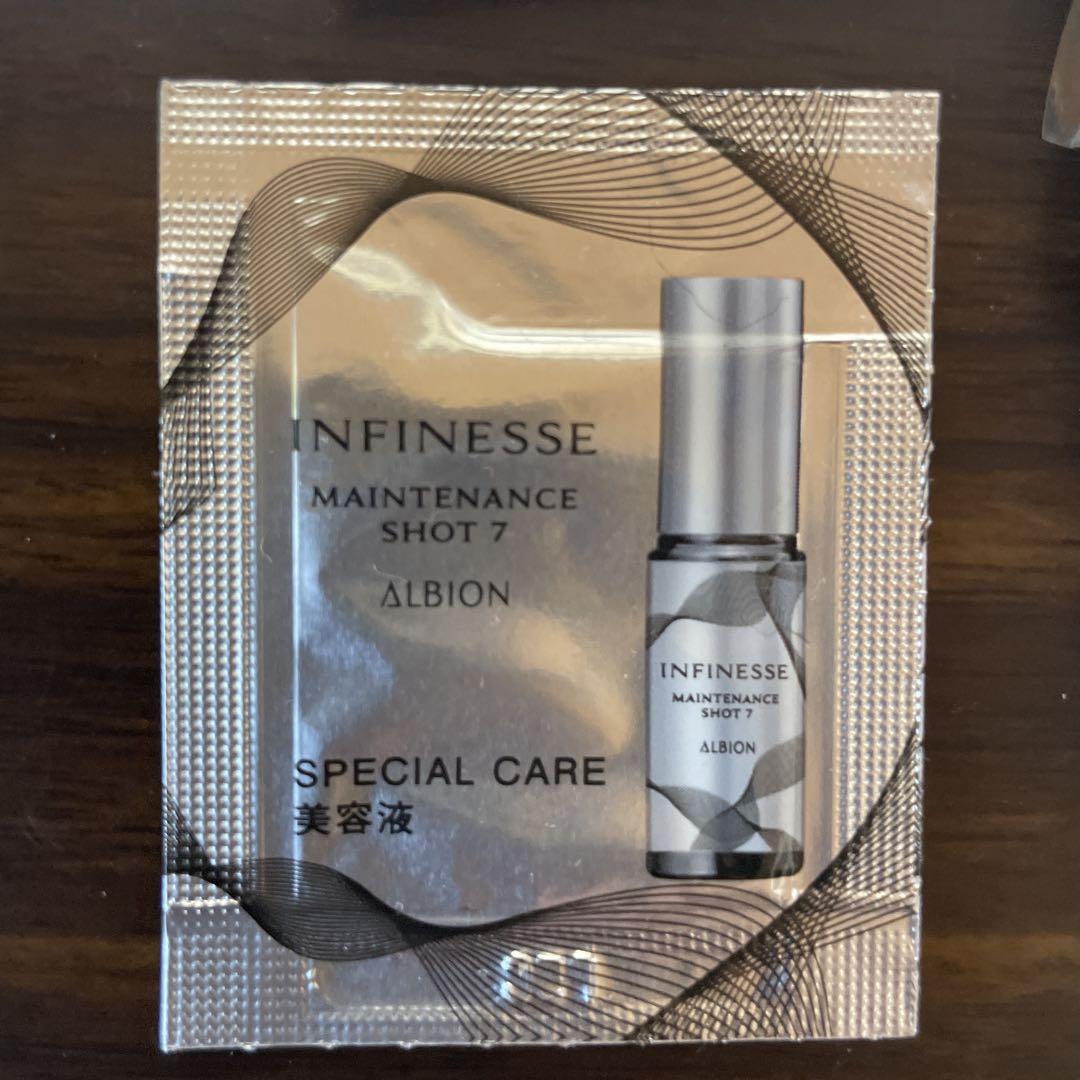 INFINESSE
MAINTENANCE
SHOT 7
ALBION
SPECIAL CARE
美容液
INFINESSE
MAINTENANCE
SHOT 7
ALBION